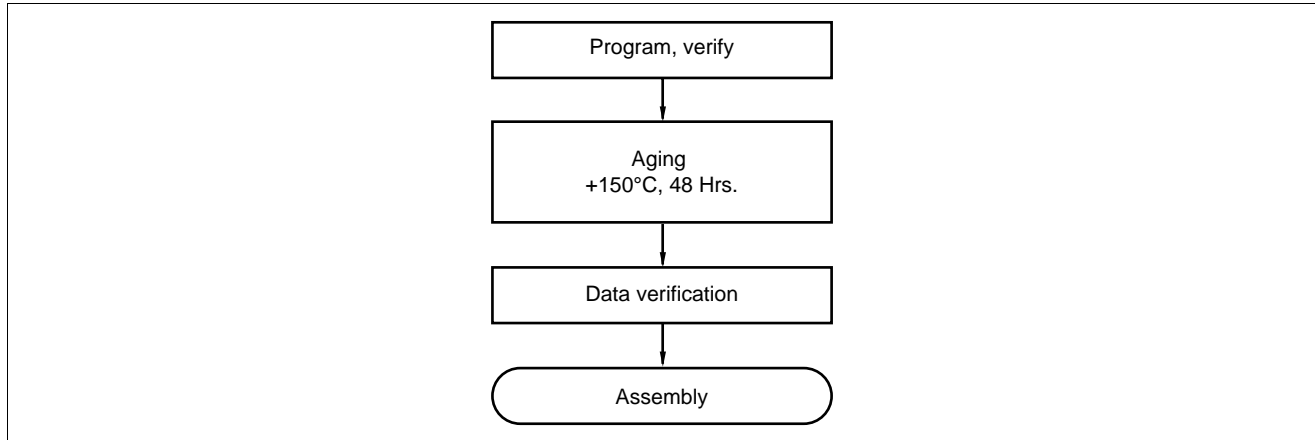 Program, verify
Aging
+150°C, 48 Hrs.
Data verification
Assembly